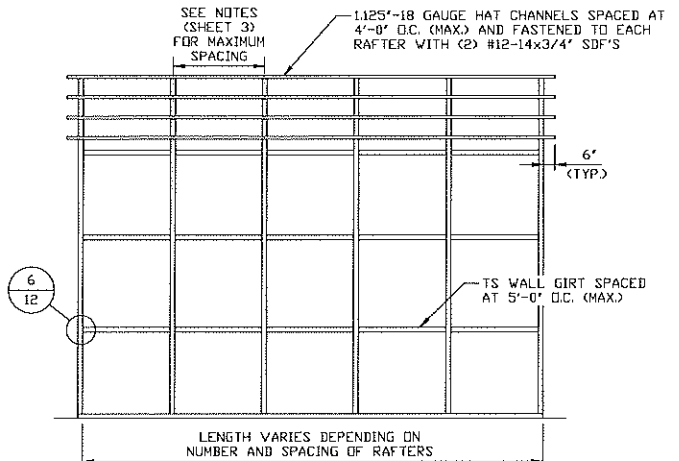 SEE NOTES
(SHEET 3)
FOR MAXIMUM
SPACING
1.125"-18 GAUGE HAT CHANNELS SPACED AT
4'-0" O.C. (MAX.) AND FASTENED TO EACH
RAFTER WITH (2) #12-14x3/4" SDF'S
6"
(TYP.)
6
12
TS WALL GIRT SPACED
AT 5'-0" O.C. (MAX.)
LENGTH VARIES DEPENDING ON
NUMBER AND SPACING OF RAFTERS